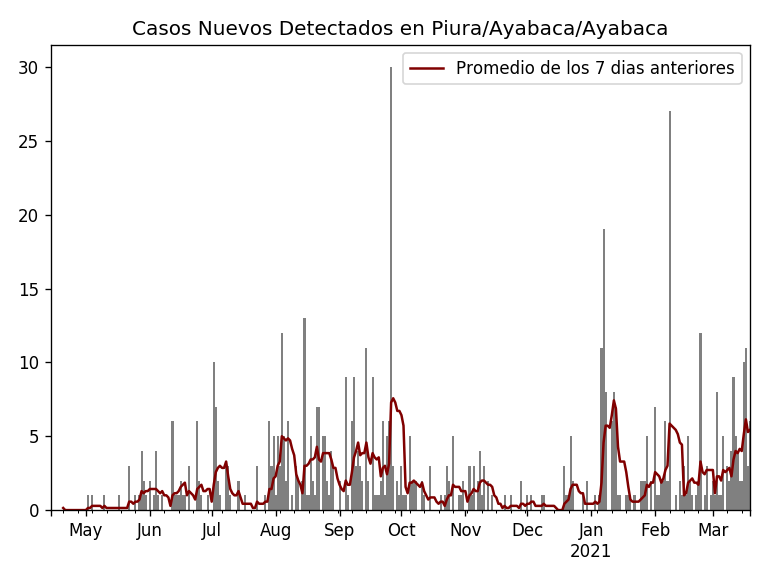 Casos Nuevos Detectados en Piura/Ayabaca/Ayabaca
Promedio de los 7 dias anteriores
30
25
20
15
10
5
0
May Jun Jul Aug Sep Oct Nov Dec Jan Feb Mar
2021